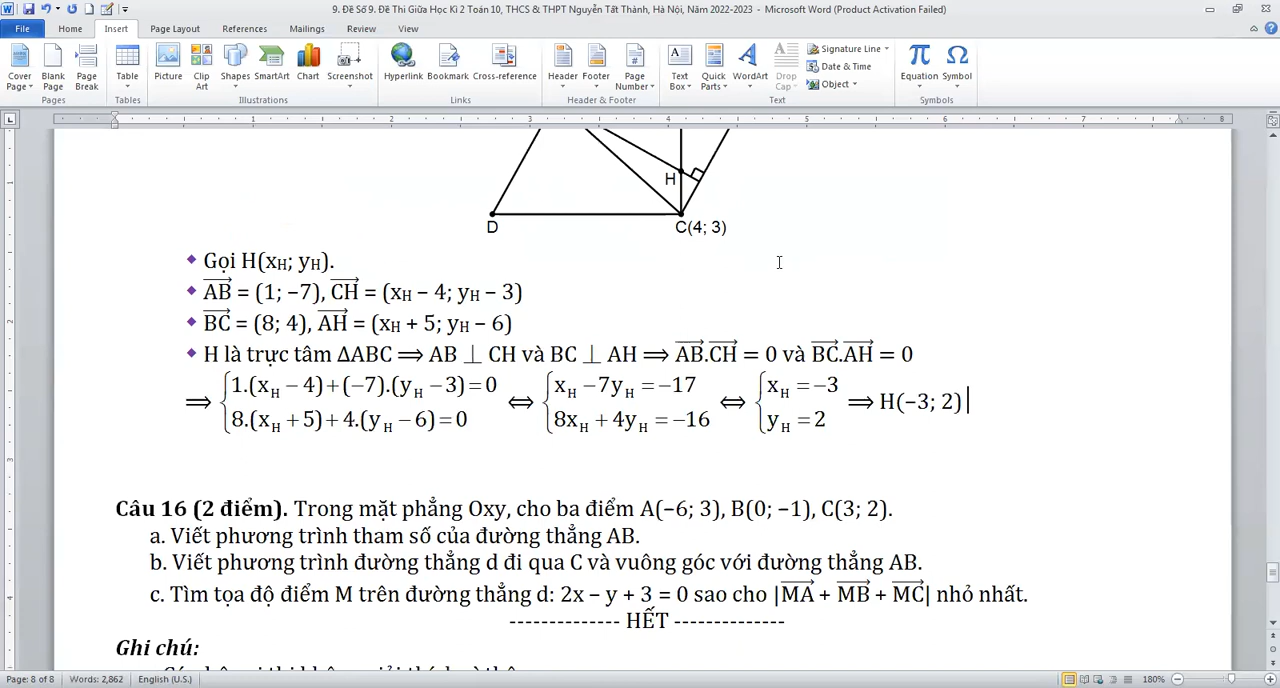 9. Đề Số 9. Đề Thi Giữa Học Kì 2 Toán 10, THCS & THPT Nguyễn Tất Thành, Hà Nội, Năm 2022-2023 - Microsoft Word (Product Activation Failed)
File Home Insert Page Layout References Mailings Review View
Cover Page Blank Page Page Break Table Picture Clip Art Shapes SmartArt Chart Screenshot Hyperlink Bookmark Cross-reference Header Footer Page Number Text Box Quick Parts WordArt Drop Cap Signature Line Date & Time Object Equation Symbol
Pages Tables Illustrations Links Header & Footer Text Symbols
1 2 3 4 5 6 7 8
H
D C(4; 3)
Gọi H(xH; yH).
AB = (1; −7), CH = (xH − 4; yH − 3)
BC = (8; 4), AH = (xH + 5; yH − 6)
H là trực tâm ΔABC ⟹ AB ⊥ CH và BC ⊥ AH ⟹ AB.CH = 0 và BC.AH = 0
⟹ { 1.(xH − 4) + (−7).(yH − 3) = 0 ⟺ { xH − 7yH = −17 ⟺ { xH = −3 ⟹ H(−3; 2)
8.(xH + 5) + 4.(yH − 6) = 0 8xH + 4yH = −16 yH = 2
Câu 16 (2 điểm). Trong mặt phẳng Oxy, cho ba điểm A(−6; 3), B(0; −1), C(3; 2).
a. Viết phương trình tham số của đường thẳng AB.
b. Viết phương trình đường thẳng d đi qua C và vuông góc với đường thẳng AB.
c. Tìm tọa độ điểm M trên đường thẳng d: 2x − y + 3 = 0 sao cho |MA + MB + MC| nhỏ nhất.
-------------- HẾT --------------
Ghi chú:
Page: 8 of 8 Words: 2,862 English (U.S.) 180%